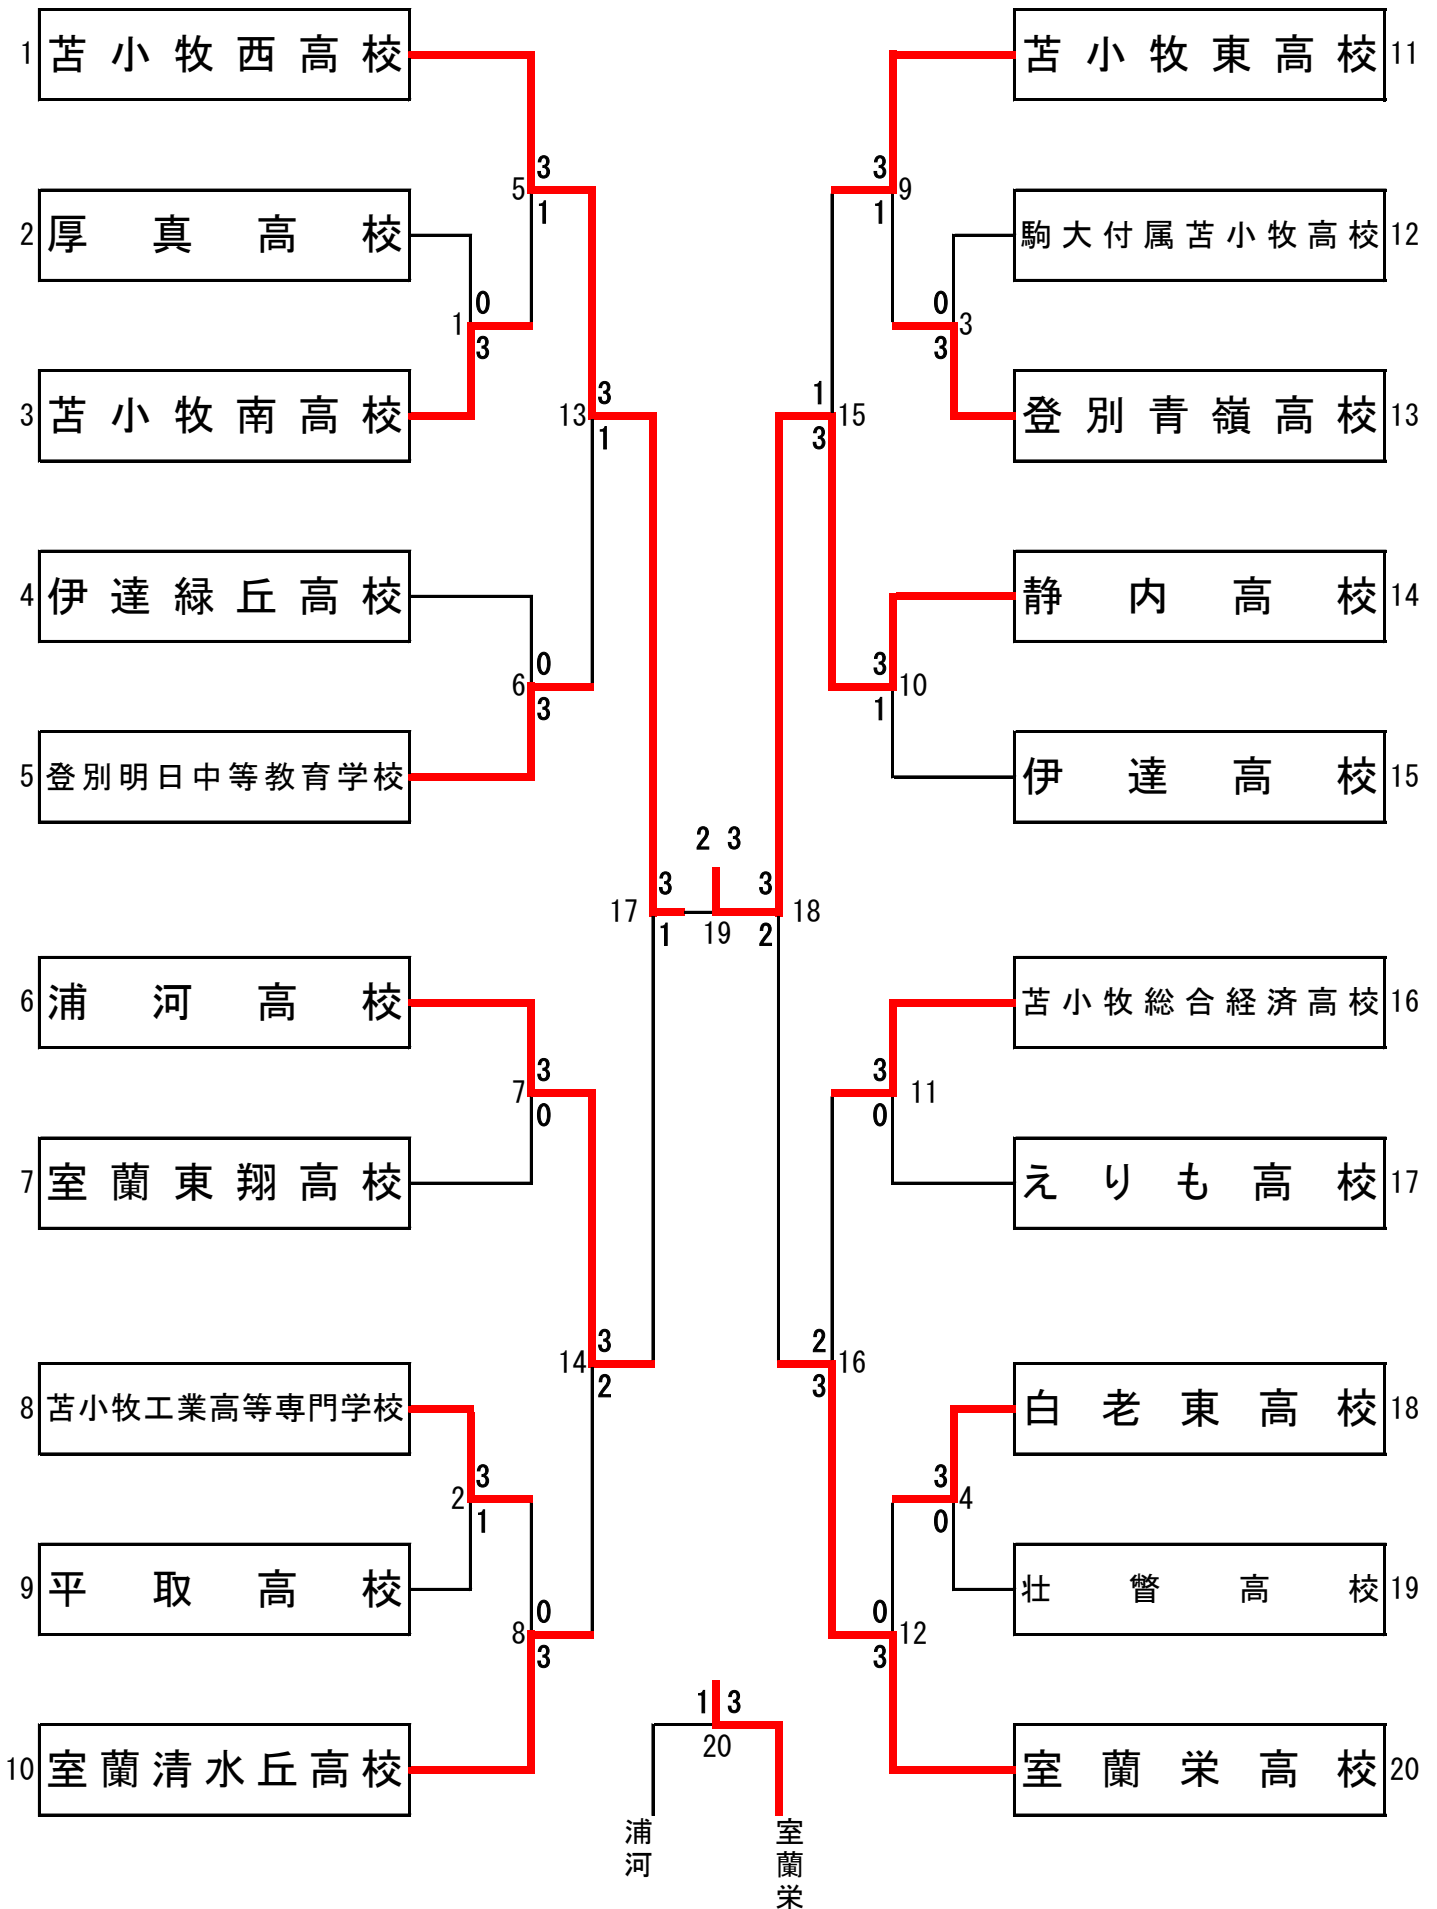 1 苫小牧西高校
2 厚真高校
3 苫小牧南高校
4 伊達緑丘高校
5 登別明日中等教育学校
6 浦河高校
7 室蘭東翔高校
8 苫小牧工業高等専門学校
9 平取高校
10 室蘭清水丘高校
5 3
1
1 0
3
13 3
1
6 0
3
7 3
0
14 3
2
2 3
1
8 0
3
17 3
1
2 3
19
3 18
2
1 3
20
浦河
室蘭栄
3 9
1
0 3
3
1 15
3
3 10
1
3 11
0
2 16
3
3 4
0
0 12
3
苫小牧東高校 11
駒大付属苫小牧高校 12
登別青嶺高校 13
静内高校 14
伊達高校 15
苫小牧総合経済高校 16
えりも高校 17
白老東高校 18
壮瞥高校 19
室蘭栄高校 20